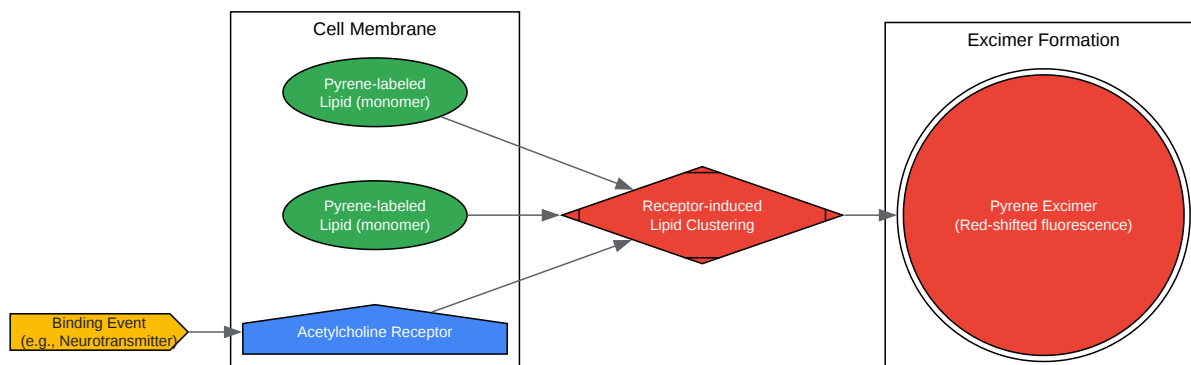 Cell Membrane
Pyrene-labeled
Lipid (monomer)
Pyrene-labeled
Lipid (monomer)
Acetylcholine Receptor
Binding Event
(e.g., Neurotransmitter)
Receptor-induced
Lipid Clustering
Excimer Formation
Pyrene Excimer
(Red-shifted fluorescence)